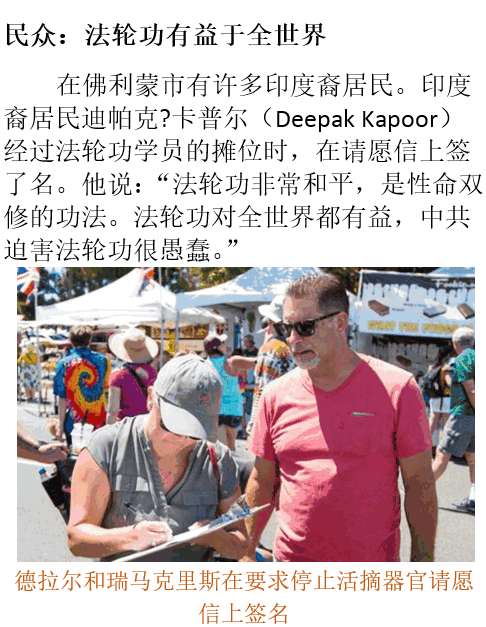 民众：法轮功有益于全世界
在佛利蒙市有许多印度裔居民。印度
裔居民迪帕克?卡普尔（Deepak Kapoor）
经过法轮功学员的摊位时，在请愿信上签
了名。他说：“法轮功非常和平，是性命双
修的功法。法轮功对全世界都有益，中共
迫害法轮功很愚蠢。”
德拉尔和瑞马克里斯在要求停止活摘器官请愿
信上签名